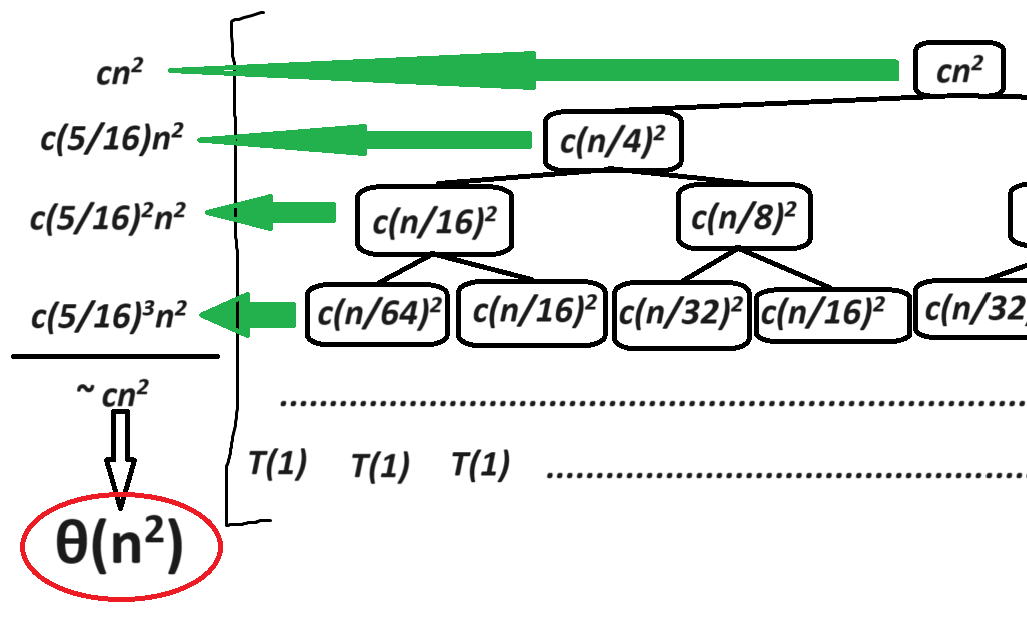 cn² cn²
c(5/16)n² c(n/4)²
c(5/16)²n² c(n/16)² c(n/8)²
c(5/16)³n² c(n/64)² c(n/16)² c(n/32)² c(n/16)² c(n/32)
~ cn² ........................................................................
T(1) T(1) T(1) ..............................................
θ(n²)